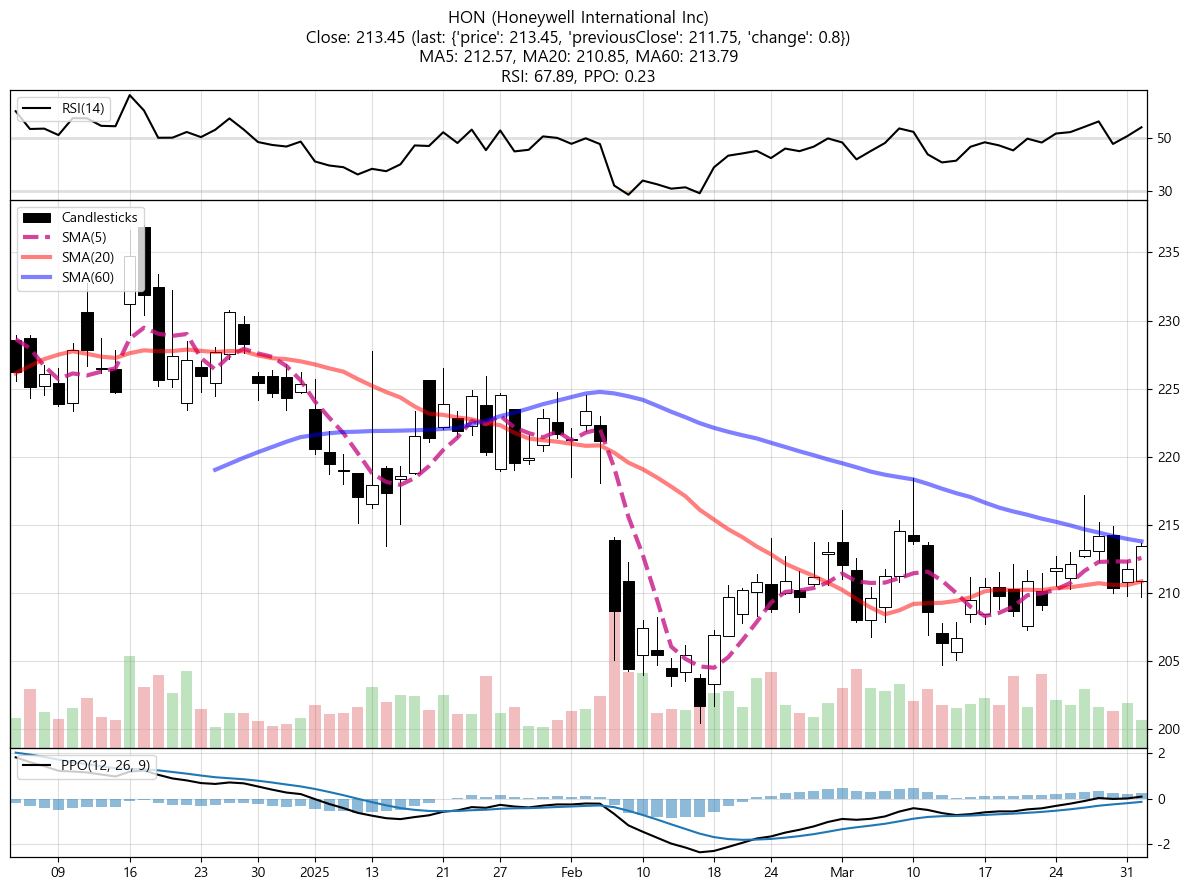 HON (Honeywell International Inc)
Close: 213.45 (last: {'price': 213.45, 'previousClose': 211.75, 'change': 0.8})
MA5: 212.57, MA20: 210.85, MA60: 213.79
RSI: 67.89, PPO: 0.23
RSI(14)
50
30
Candlesticks
SMA(5)
SMA(20)
SMA(60)
235
230
225
220
215
210
205
200
PPO(12, 26, 9)
2
0
-2
09 16 23 30 2025 13 21 27 Feb 10 18 24 Mar 10 17 24 31